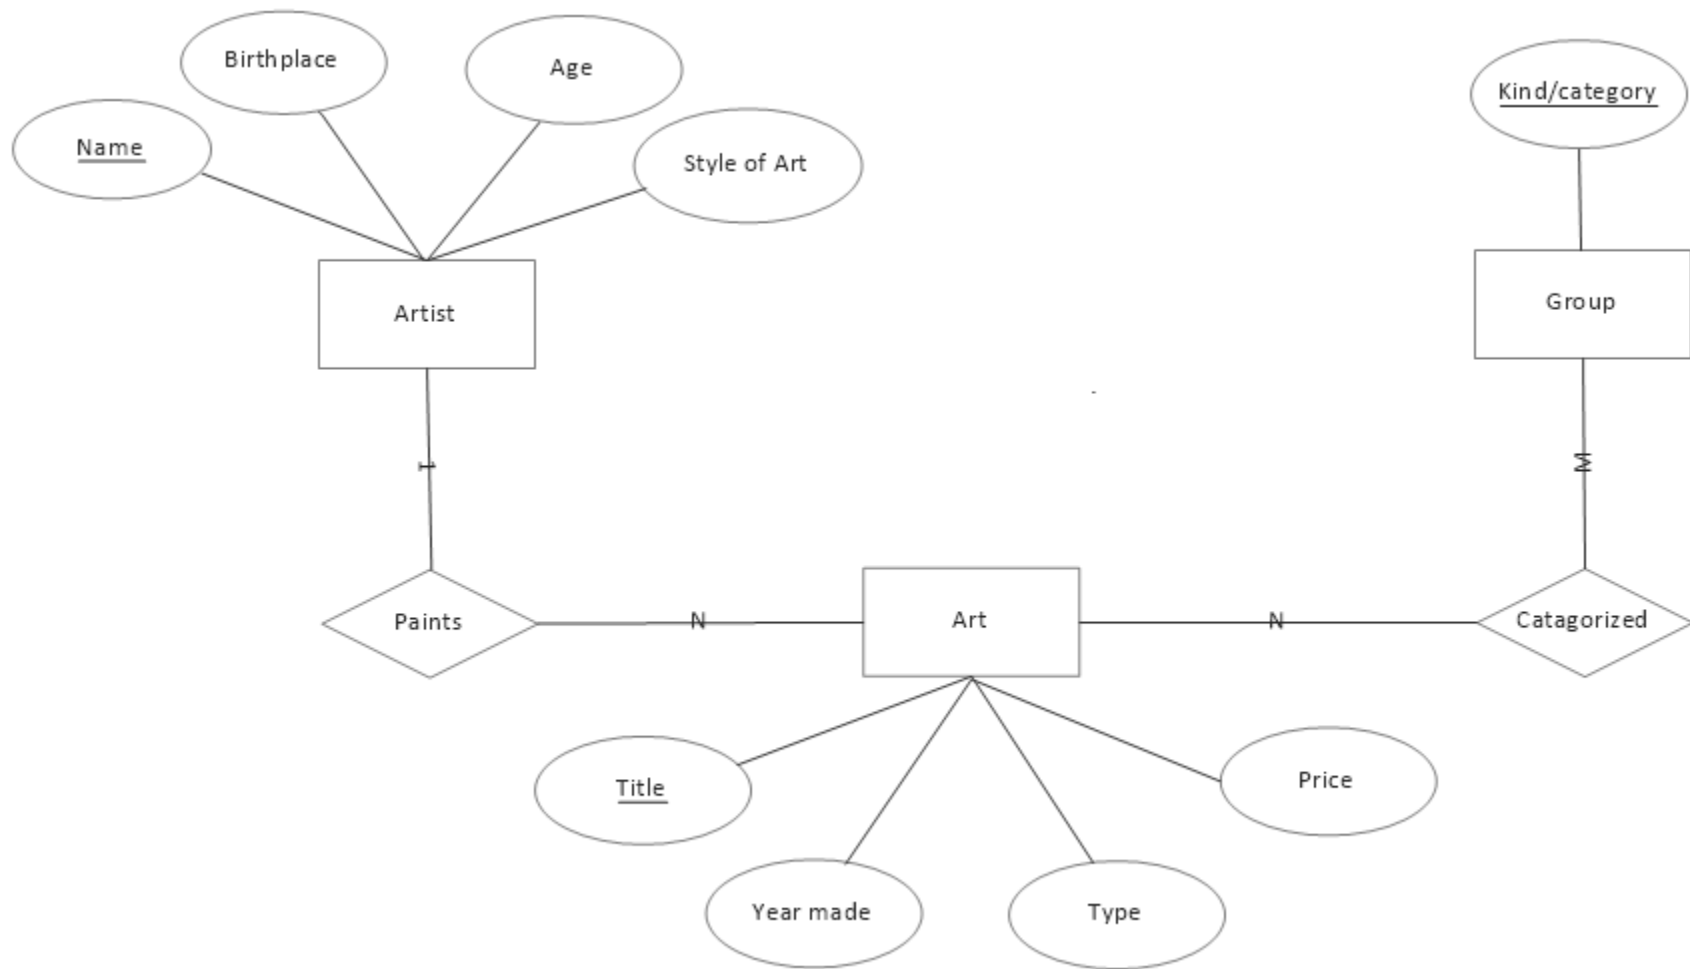 Birthplace
Age
Kind/category
Name
Style of Art
Group
Artist
1
M
Paints
N
Art
N
Catagorized
Title
Price
Year made
Type